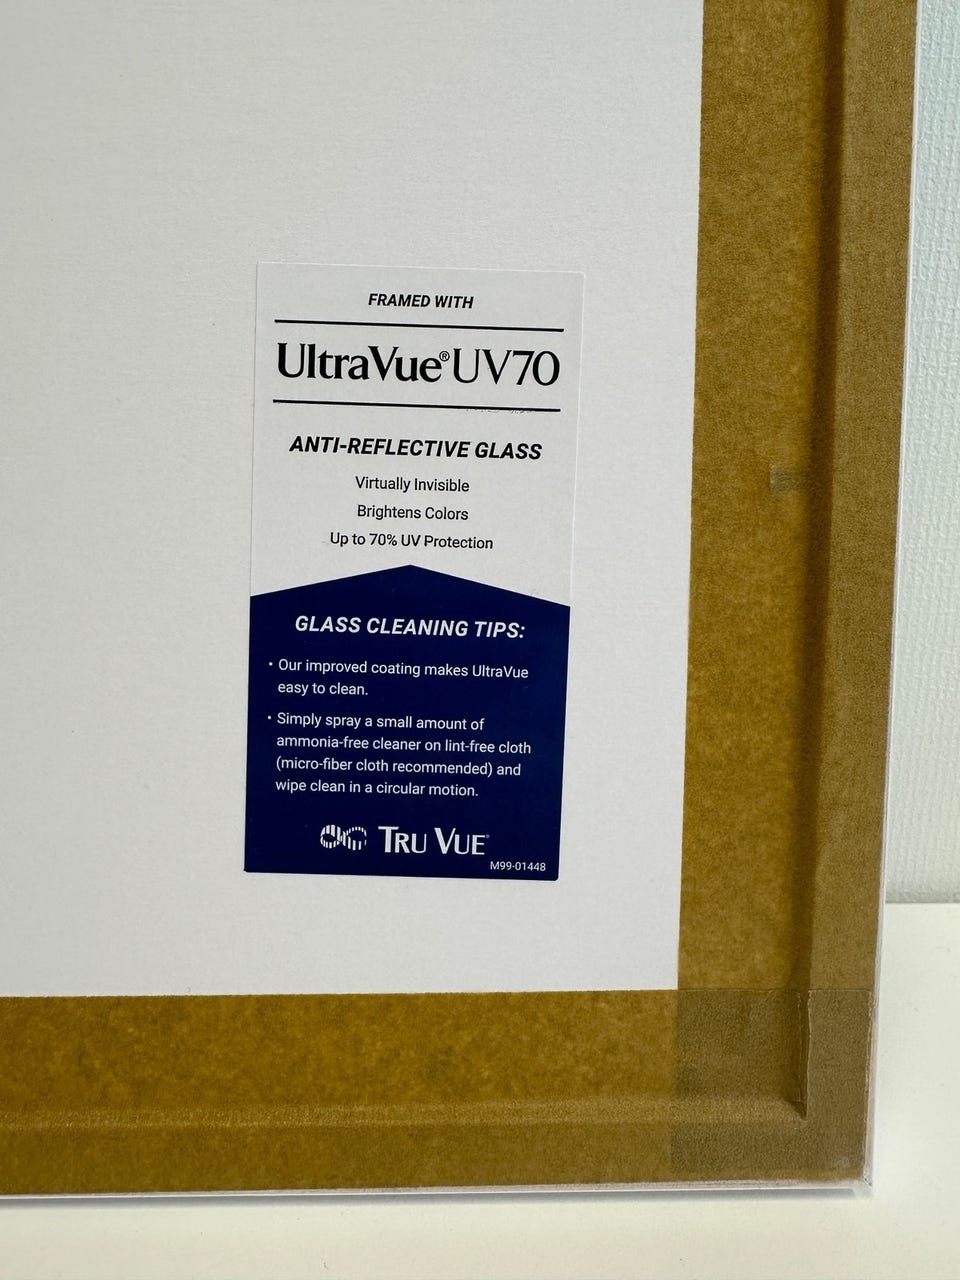 FRAMED WITH
UltraVue® UV70
ANTI-REFLECTIVE GLASS
Virtually Invisible
Brightens Colors
Up to 70% UV Protection
GLASS CLEANING TIPS:
• Our improved coating makes UltraVue
easy to clean.
• Simply spray a small amount of
ammonia-free cleaner on lint-free cloth
(micro-fiber cloth recommended) and
wipe clean in a circular motion.
TRU VUE®
M99-01448